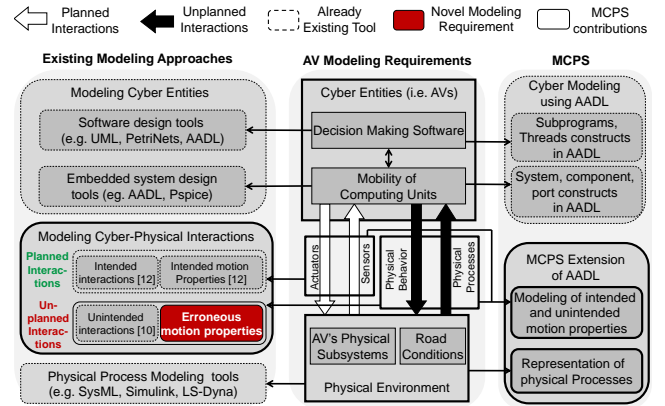 Planned
Interactions
Unplanned
Interactions
Already
Existing Tool
Novel Modeling
Requirement
MCPS
contributions
Existing Modeling Approaches
AV Modeling Requirements
MCPS
Modeling Cyber Entities
Software design tools
(e.g. UML, PetriNets, AADL)
Embedded system design
tools (eg. AADL, Pspice)
Cyber Entities (i.e. AVs)
Decision Making Software
Mobility of
Computing Units
Cyber Modeling
using AADL
Subprograms,
Threads constructs
in AADL
System, component,
port constructs
in AADL
Modeling Cyber-Physical Interactions
Planned
Interac-
tions
Intended
interactions [12]
Intended motion
Properties [12]
Un-
planned
Interac-
tions
Unintended
interactions [10]
Erroneous
motion properties
Actuators
Sensors
Physical
Behavior
Physical
Processes
MCPS Extension
of AADL
Modeling of intended
and unintended
motion properties
Representation of
physical Processes
AV's Physical
Subsystems
Road
Conditions
Physical Environment
Physical Process Modeling tools
(e.g. SysML, Simulink, LS-Dyna)